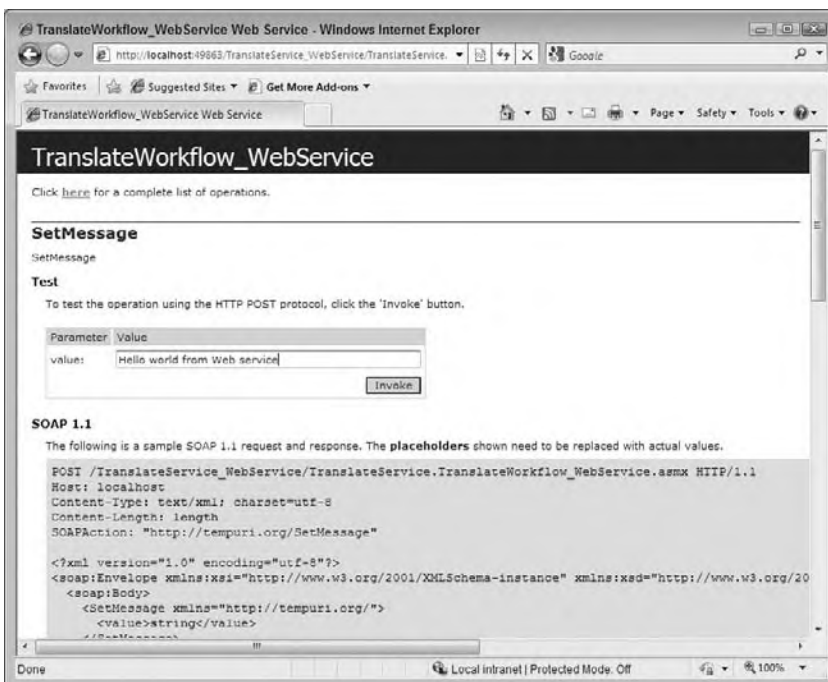 TranslateWorkflow_WebService Web Service - Windows Internet Explorer
http://localhost:49863/TranslateService_WebService/TranslateService.
Google
Favorites Suggested Sites Get More Add-ons
TranslateWorkflow_WebService Web Service
Page Safety Tools
TranslateWorkflow_WebService
Click here for a complete list of operations.
SetMessage
SetMessage
Test
To test the operation using the HTTP POST protocol, click the 'Invoke' button.
Parameter Value
value: Hello world from Web service
Invoke
SOAP 1.1
The following is a sample SOAP 1.1 request and response. The placeholders shown need to be replaced with actual values.
POST /TranslateService_WebService/TranslateService.TranslateWorkflow_WebService.asmx HTTP/1.1
Host: localhost
Content-Type: text/xml; charset=utf-8
Content-Length: length
SOAPAction: "http://tempuri.org/SetMessage"
<?xml version="1.0" encoding="utf-8"?>
<soap:Envelope xmlns:xsi="http://www.w3.org/2001/XMLSchema-instance" xmlns:xsd="http://www.w3.org/20
<soap:Body>
<SetMessage xmlns="http://tempuri.org/">
<value>string</value>
</SetMessage>
Done
Local intranet | Protected Mode: Off
100%